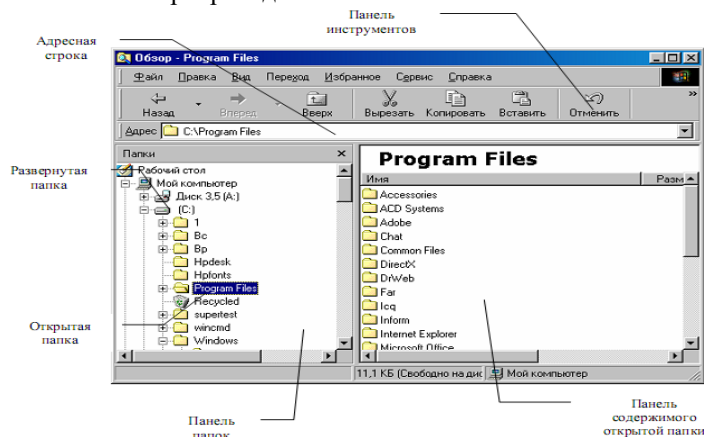 Панель
инструментов
Адресная
строка
Обзор - Program Files
Файл Правка Вид Переход Избранное Сервис Справка
Назад Вперед Вверх Вырезать Копировать Вставить Отменить »
Адрес C:\Program Files
Папки
Program Files
Развернутая
папка
Рабочий стол
Мой компьютер
Диск 3,5 (A:)
(C:)
1
Bc
Bp
Hpdesk
Hpfonts
Program Files
Recycled
supertest
wincmd
Windows
Имя Разм
Accessories
ACD Systems
Adobe
Chat
Common Files
DirectX
DrWeb
Far
Icq
Inform
Internet Explorer
Microsoft Office
Открытая
папка
11,1 КБ (Свободно на дис Мой компьютер
Панель
папок
Панель
содержимого
открытой папки